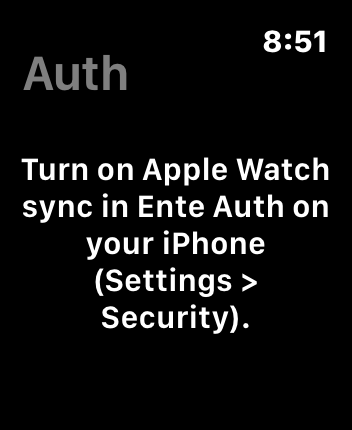 8:51
Auth
Turn on Apple Watch
sync in Ente Auth on
your iPhone
(Settings >
Security).